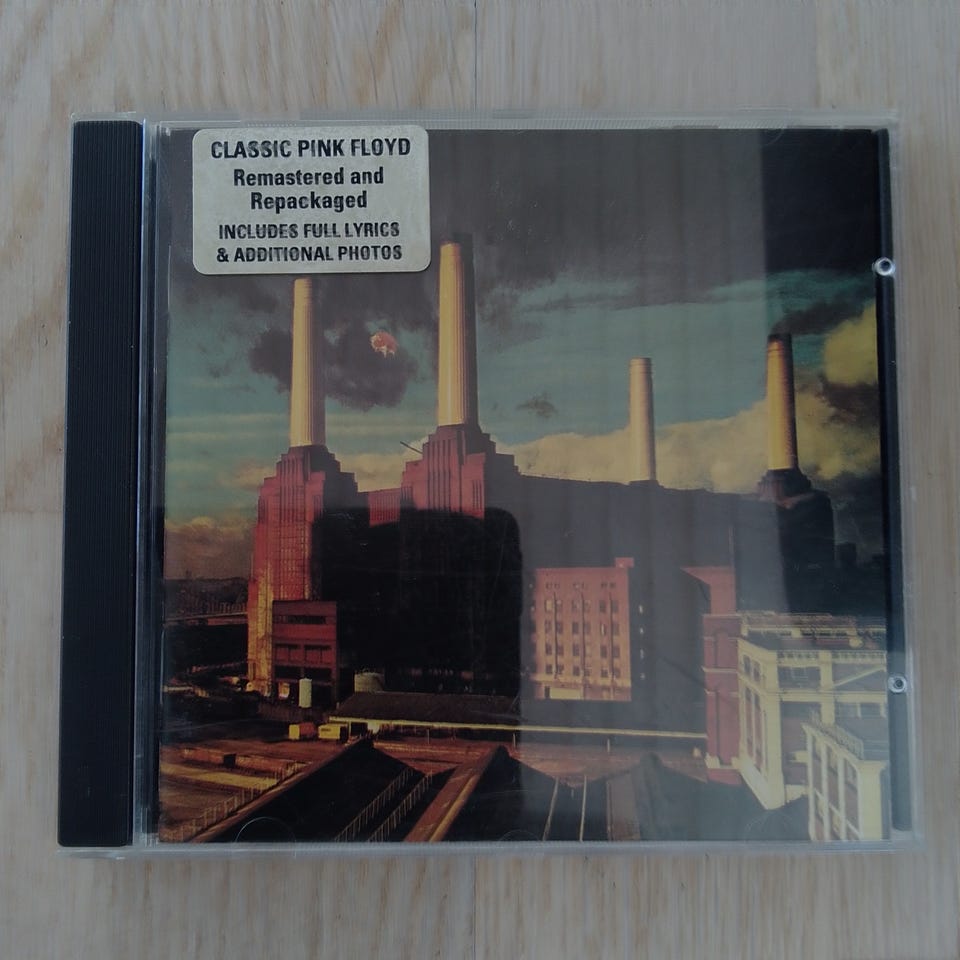 CLASSIC PINK FLOYD
Remastered and
Repackaged
INCLUDES FULL LYRICS
& ADDITIONAL PHOTOS